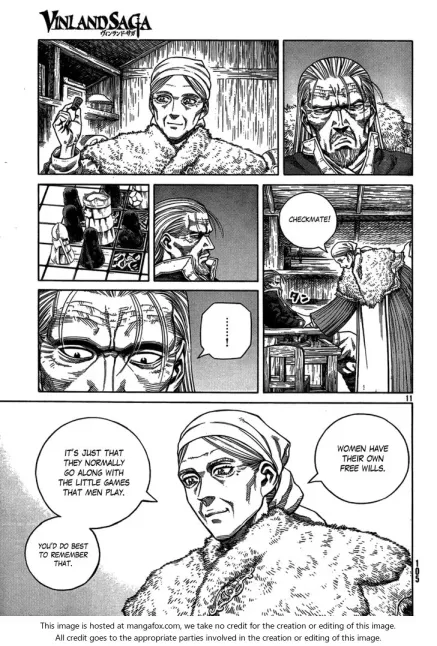 VINLAND SAGA
ヴィンランド・サガ
CHECKMATE!
......!
11
WOMEN HAVE
THEIR OWN
FREE WILLS.
IT'S JUST THAT
THEY NORMALLY
GO ALONG WITH
THE LITTLE GAMES
THAT MEN PLAY.
YOU'D DO BEST
TO REMEMBER
THAT.
105
This image is hosted at mangafox.com, we take no credit for the creation or editing of this image.
All credit goes to the appropriate parties involved in the creation or editing of this image.